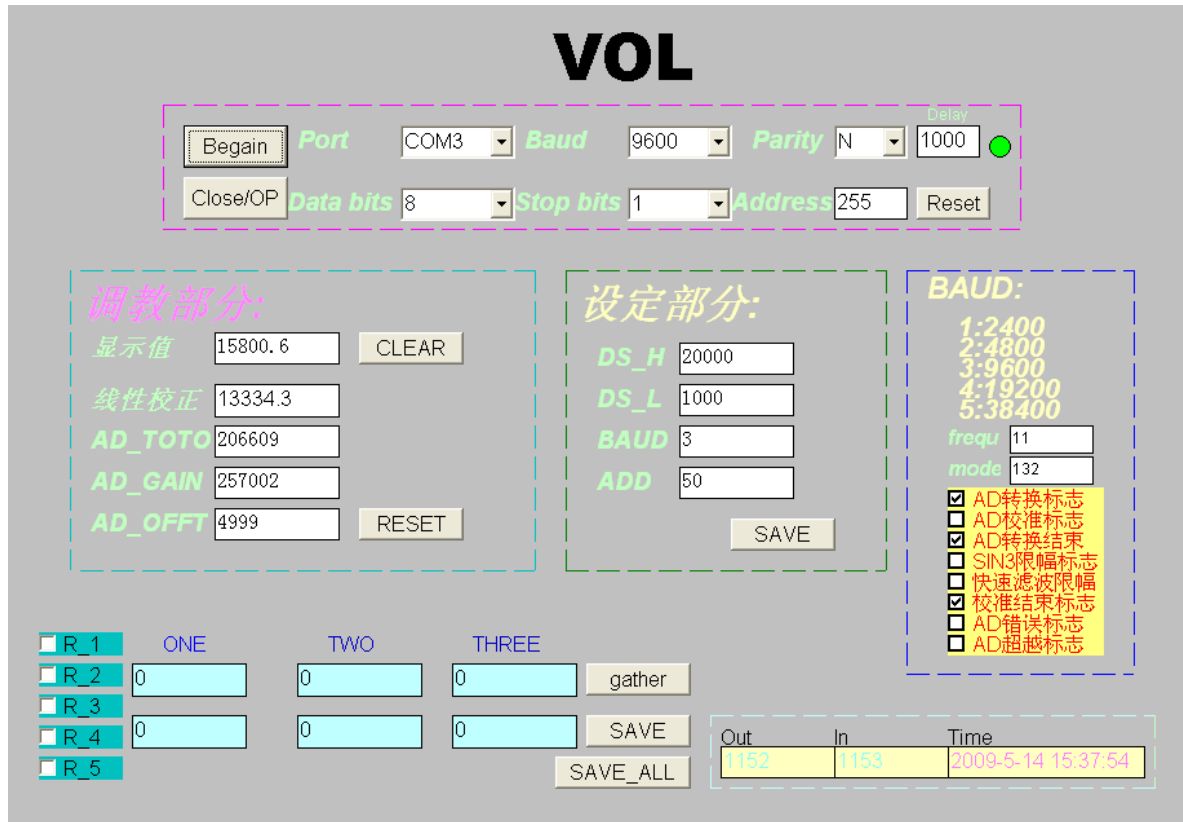 VOL
Delay
Begain Port COM3 Baud 9600 Parity N 1000
Close/OP Data bits 8 Stop bits 1 Address 255 Reset
调教部分:
显示值 15800.6 CLEAR
线性校正 13334.3
AD_TOTO 206609
AD_GAIN 257002
AD_OFFT 4999 RESET
设定部分:
DS_H 20000
DS_L 1000
BAUD 3
ADD 50
SAVE
BAUD:
1:2400
2:4800
3:9600
4:19200
5:38400
frequ 11
mode 132
AD转换标志
AD校准标志
AD转换结束
SIN3限幅标志
快速滤波限幅
校准结束标志
AD错误标志
AD超越标志
R_1 ONE TWO THREE
R_2 0 0 0 gather
R_3
R_4 0 0 0 SAVE
R_5 SAVE_ALL
Out In Time
1152 1153 2009-5-14 15:37:54